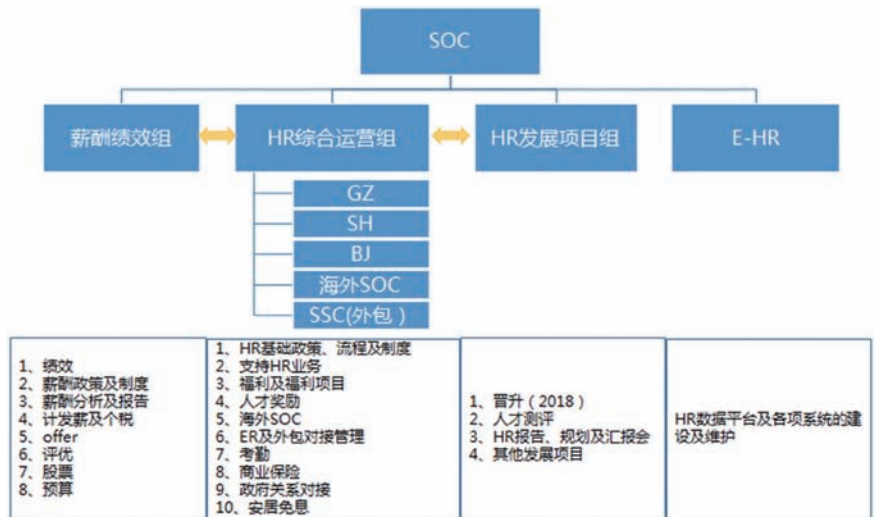 SOC
薪酬绩效组
HR综合运营组
HR发展项目组
E-HR
GZ
SH
BJ
海外SOC
SSC(外包）
1、绩效
2、薪酬政策及制度
3、薪酬分析及报告
4、计发薪及个税
5、offer
6、评优
7、股票
8、预算
1、HR基础政策、流程及制度
2、支持HR业务
3、福利及福利项目
4、人才奖励
5、海外SOC
6、ER及外包对接管理
7、考勤
8、商业保险
9、政府关系对接
10、安居免息
1、晋升（2018）
2、人才测评
3、HR报告、规划及汇报会
4、其他发展项目
HR数据平台及各项系统的建
设及维护